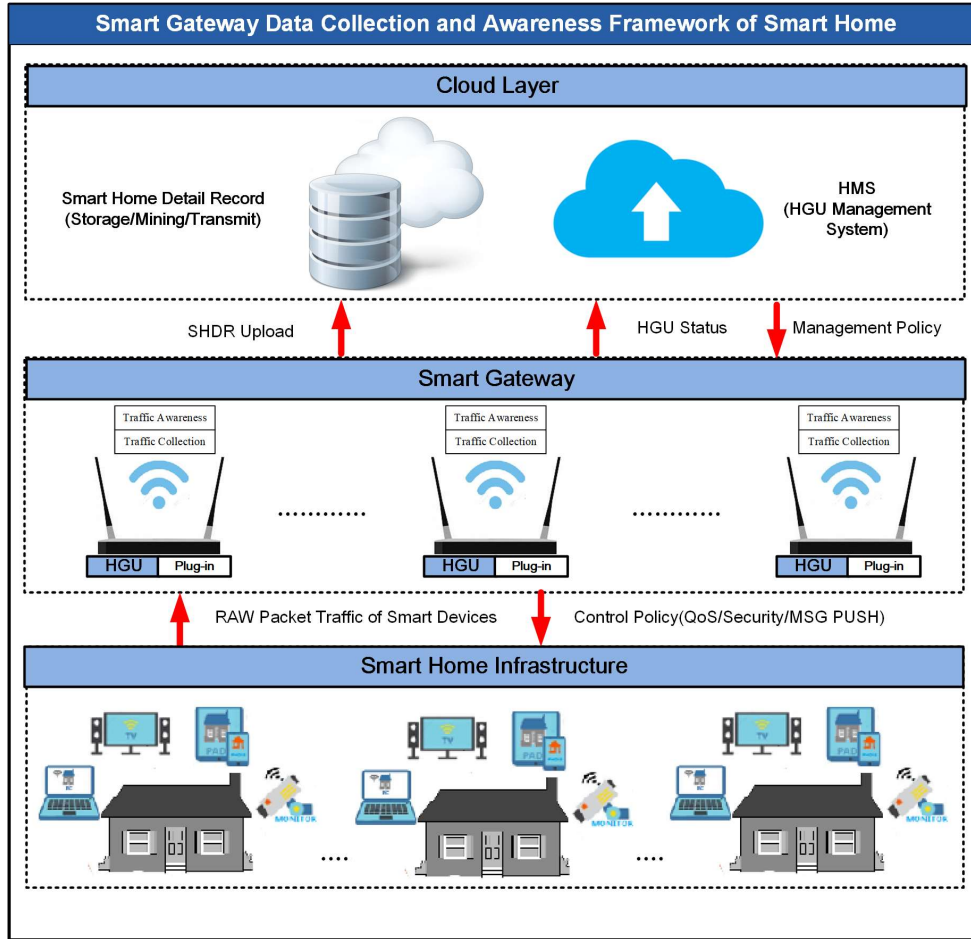 Smart Gateway Data Collection and Awareness Framework of Smart Home
Cloud Layer
Smart Home Detail Record
(Storage/Mining/Transmit)
HMS
(HGU Management
System)
SHDR Upload
HGU Status
Management Policy
Smart Gateway
Traffic Awareness
Traffic Collection
Traffic Awareness
Traffic Collection
Traffic Awareness
Traffic Collection
............
............
HGU Plug-in
HGU Plug-in
HGU Plug-in
RAW Packet Traffic of Smart Devices
Control Policy(QoS/Security/MSG PUSH)
Smart Home Infrastructure
TV
PAD
PC
MONITOR
TV
PAD
PC
MONITOR
TV
PAD
PC
MONITOR
....
....